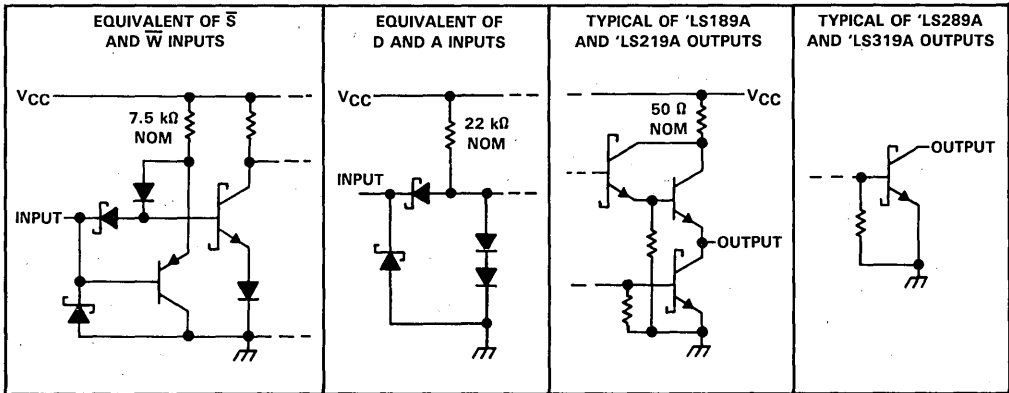 EQUIVALENT OF S̅
AND W̅ INPUTS
VCC
7.5 kΩ
NOM
INPUT
EQUIVALENT OF
D AND A INPUTS
VCC
22 kΩ
NOM
INPUT
TYPICAL OF 'LS189A
AND 'LS219A OUTPUTS
VCC
50 Ω
NOM
OUTPUT
TYPICAL OF 'LS289A
AND 'LS319A OUTPUTS
OUTPUT